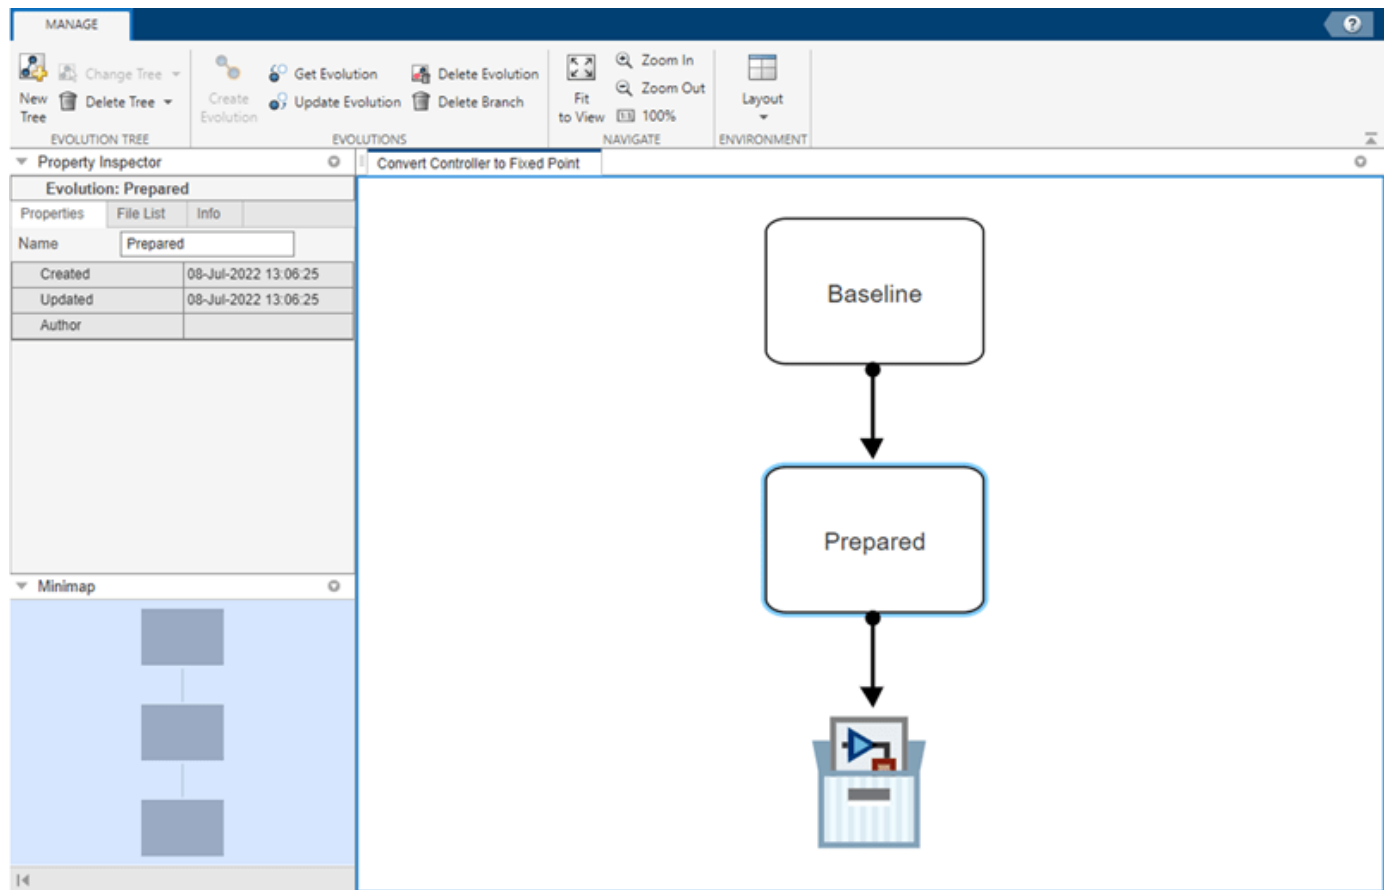 MANAGE
?
New Tree
Change Tree
Delete Tree
EVOLUTION TREE
Create Evolution
Get Evolution
Update Evolution
Delete Evolution
Delete Branch
EVOLUTIONS
Fit to View
Zoom In
Zoom Out
1:1 100%
NAVIGATE
Layout
ENVIRONMENT
Property Inspector
Evolution: Prepared
Properties File List Info
Name Prepared
Created 08-Jul-2022 13:06:25
Updated 08-Jul-2022 13:06:25
Author
Minimap
Convert Controller to Fixed Point
Baseline
Prepared